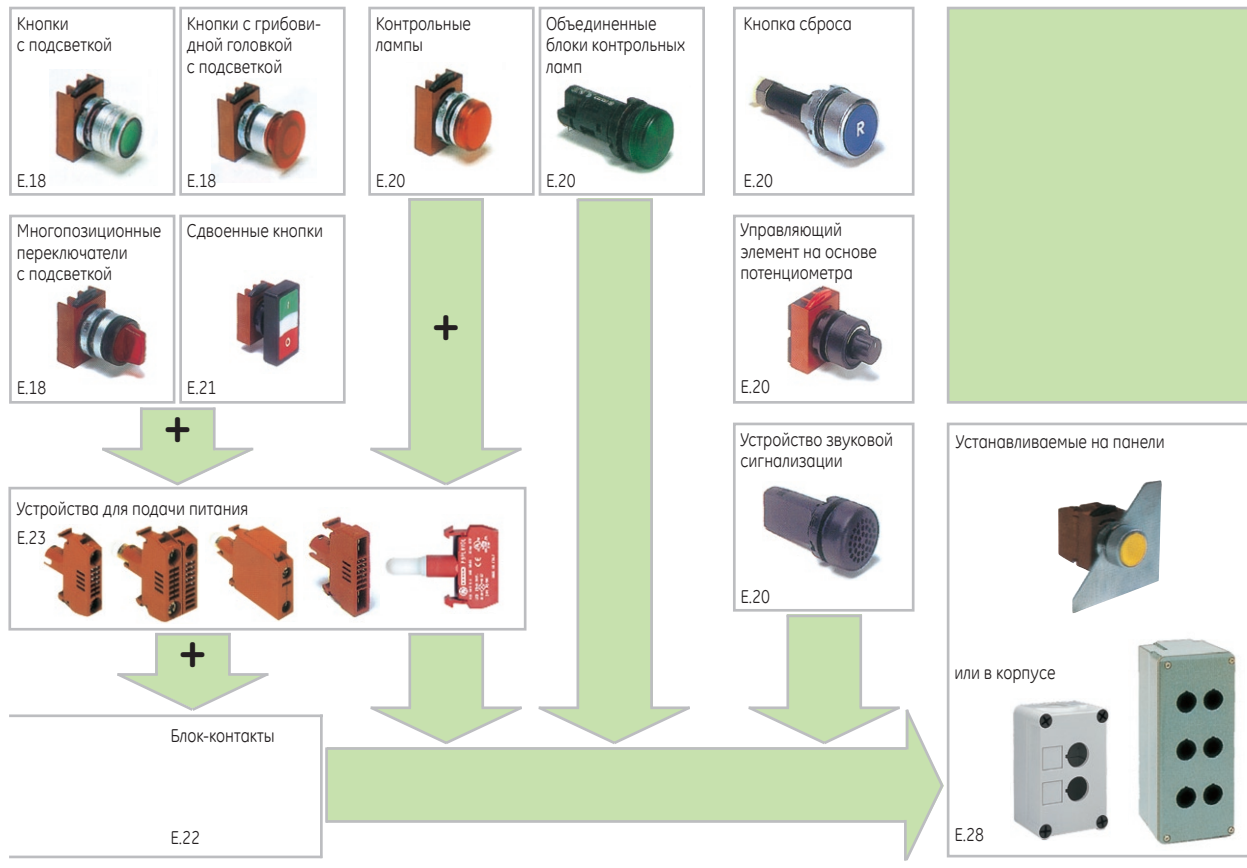 Кнопки
с подсветкой
E.18
Кнопки с грибови-
дной головкой
с подсветкой
E.18
Контрольные
лампы
E.20
Объединенные
блоки контрольных
ламп
E.20
Кнопка сброса
R
E.20
Многопозиционные
переключатели
с подсветкой
E.18
Сдвоенные кнопки
I
O
E.21
+
Управляющий
элемент на основе
потенциометра
E.20
+
Устройство звуковой
сигнализации
E.20
Устанавливаемые на панели
Устройства для подачи питания
E.23
+
или в корпусе
E.28
Блок-контакты
E.22